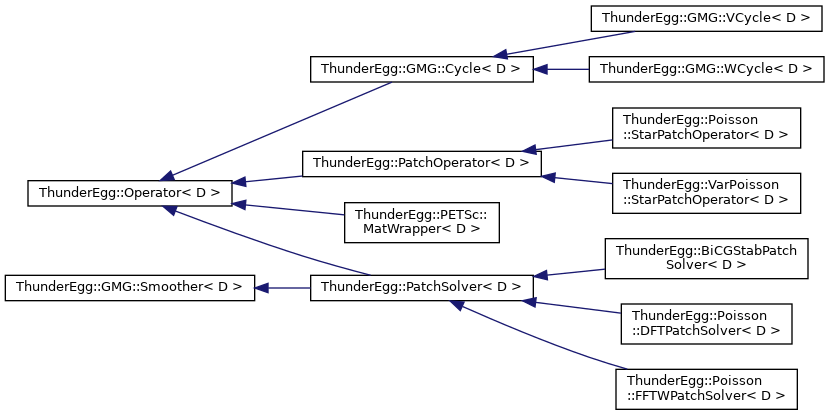 ThunderEgg::GMG::VCycle< D >
ThunderEgg::GMG::Cycle< D >
ThunderEgg::GMG::WCycle< D >
ThunderEgg::Poisson
::StarPatchOperator< D >
ThunderEgg::PatchOperator< D >
ThunderEgg::VarPoisson
::StarPatchOperator< D >
ThunderEgg::Operator< D >
ThunderEgg::PETSc::
MatWrapper< D >
ThunderEgg::BiCGStabPatch
Solver< D >
ThunderEgg::GMG::Smoother< D >
ThunderEgg::PatchSolver< D >
ThunderEgg::Poisson
::DFTPatchSolver< D >
ThunderEgg::Poisson
::FFTWPatchSolver< D >